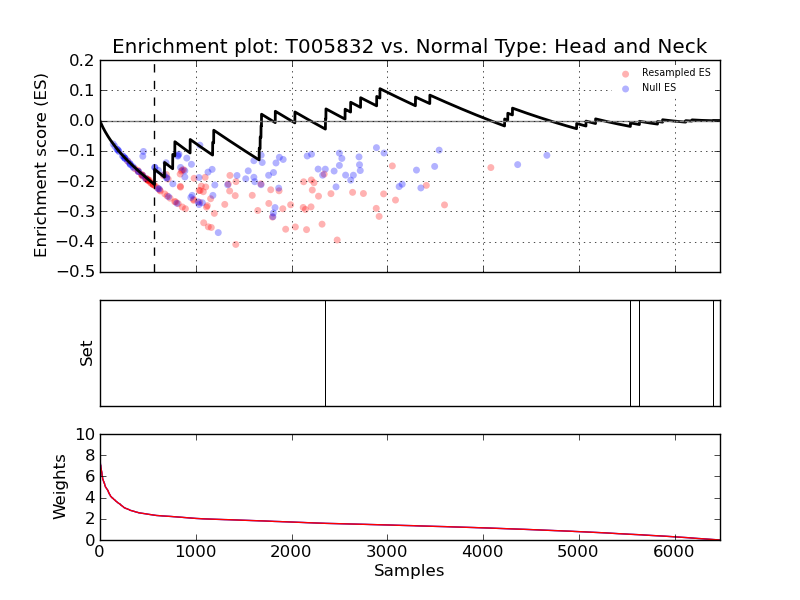 Enrichment plot: T005832 vs. Normal Type: Head and Neck
Enrichment score (ES)
0.2
0.1
0.0
−0.1
−0.2
−0.3
−0.4
−0.5
Resampled ES
Null ES
Set
Weights
10
8
6
4
2
0
0 1000 2000 3000 4000 5000 6000
Samples